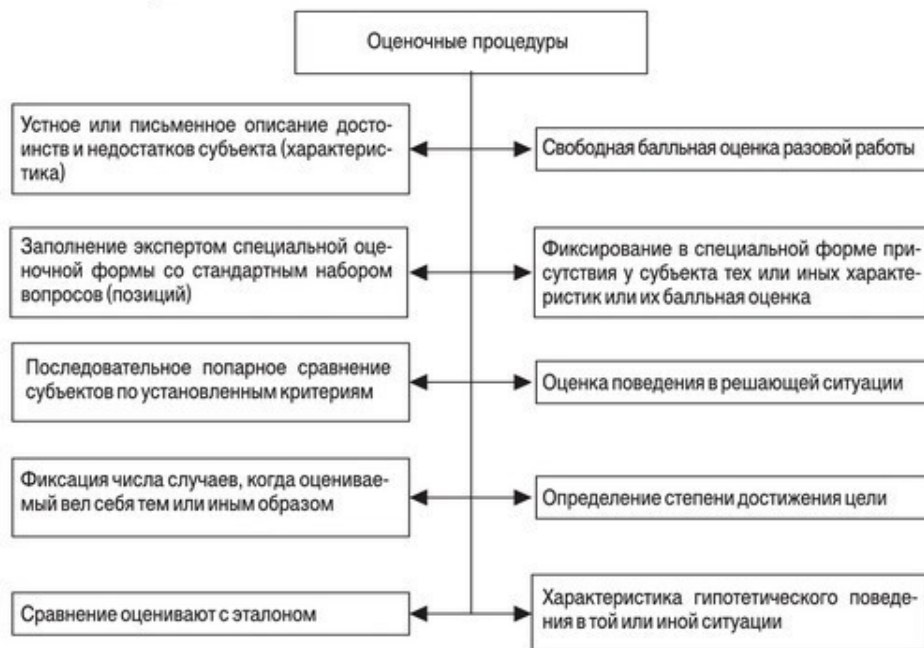 Оценочные процедуры
Устное или письменное описание досто-
инств и недостатков субъекта (характерис-
тика)
Свободная балльная оценка разовой работы
Заполнение экспертом специальной оце-
ночной формы со стандартным набором
вопросов (позиций)
Фиксирование в специальной форме при-
сутствия у субъекта тех или иных характе-
ристик или их балльная оценка
Последовательное попарное сравнение
субъектов по установленным критериям
Оценка поведения в решающей ситуации
Фиксация числа случаев, когда оценивае-
мый вел себя тем или иным образом
Определение степени достижения цели
Сравнение оценивают с эталоном
Характеристика гипотетического поведе-
ния в той или иной ситуации